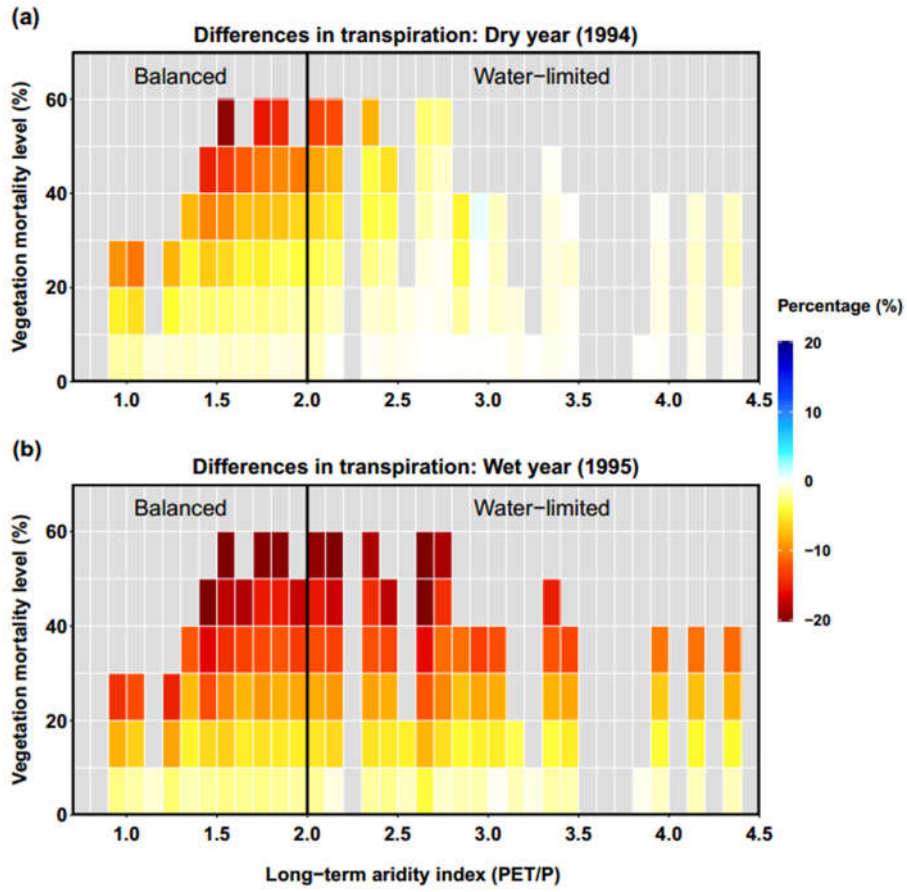 (a)
Differences in transpiration: Dry year (1994)
Balanced
Water−limited
Vegetation mortality level (%)
60
40
20
0
1.0
1.5
2.0
2.5
3.0
3.5
4.0
4.5
Percentage (%)
20
10
0
−10
−20
(b)
Differences in transpiration: Wet year (1995)
Balanced
Water−limited
Vegetation mortality level (%)
60
40
20
0
1.0
1.5
2.0
2.5
3.0
3.5
4.0
4.5
Long−term aridity index (PET/P)